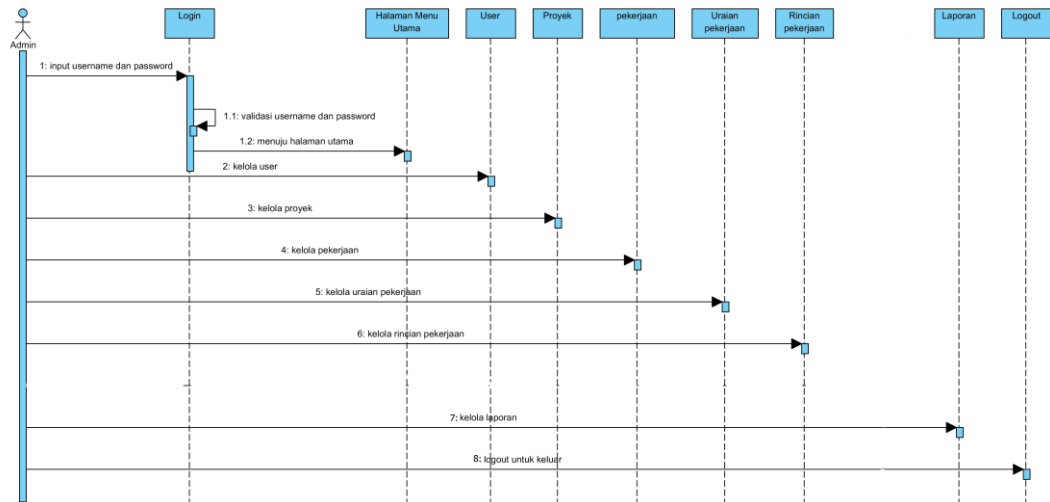 Login
Halaman Menu
Utama
User
Proyek
pekerjaan
Uraian
pekerjaan
Rincian
pekerjaan
Laporan
Logout
Admin
1: input username dan password
1.1: validasi username dan password
1.2: menuju halaman utama
2: kelola user
3: kelola proyek
4: kelola pekerjaan
5: kelola uraian pekerjaan
6: kelola rincian pekerjaan
7: kelola laporan
8: logout untuk keluar